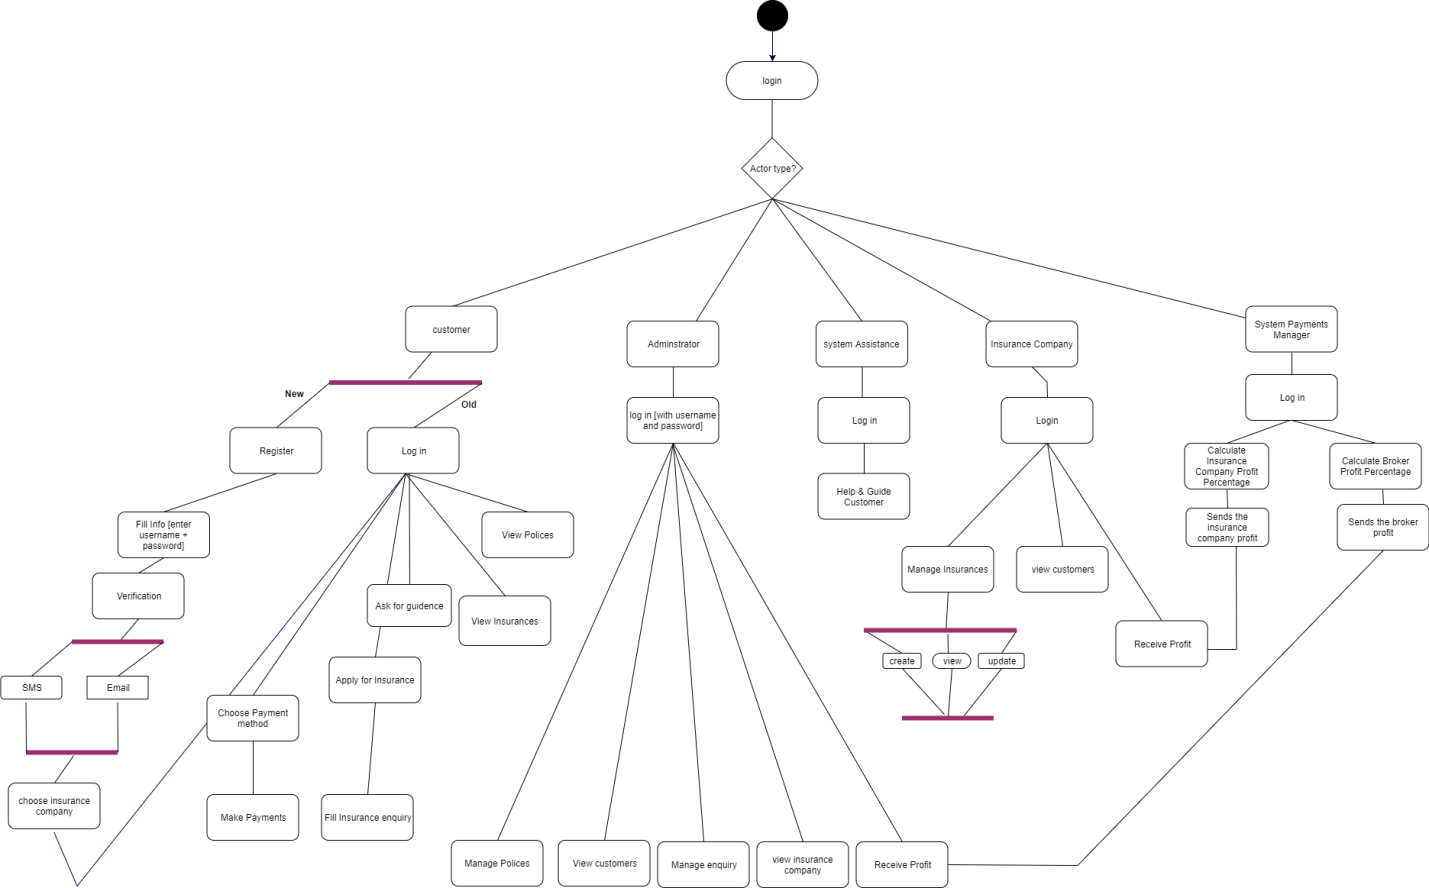 login
Actor type?
customer
Adminstrator
system Assistance
Insurance Company
System Payments
Manager
New
Old
log in [with username
and password]
Log in
Login
Log in
Register
Log in
Calculate
Insurance
Company Profit
Percentage
Calculate Broker
Profit Percentage
Help & Guide
Customer
Fill Info [enter
username +
password]
View Polices
Sends the
insurance
company profit
Sends the broker
profit
Manage Insurances
view customers
Verification
Ask for guidence
View Insurances
Receive Profit
create
view
update
SMS
Email
Apply for Insurance
Choose Payment
method
choose insurance
company
Make Payments
Fill Insurance enquiry
Manage Polices
View customers
Manage enquiry
view insurance
company
Receive Profit